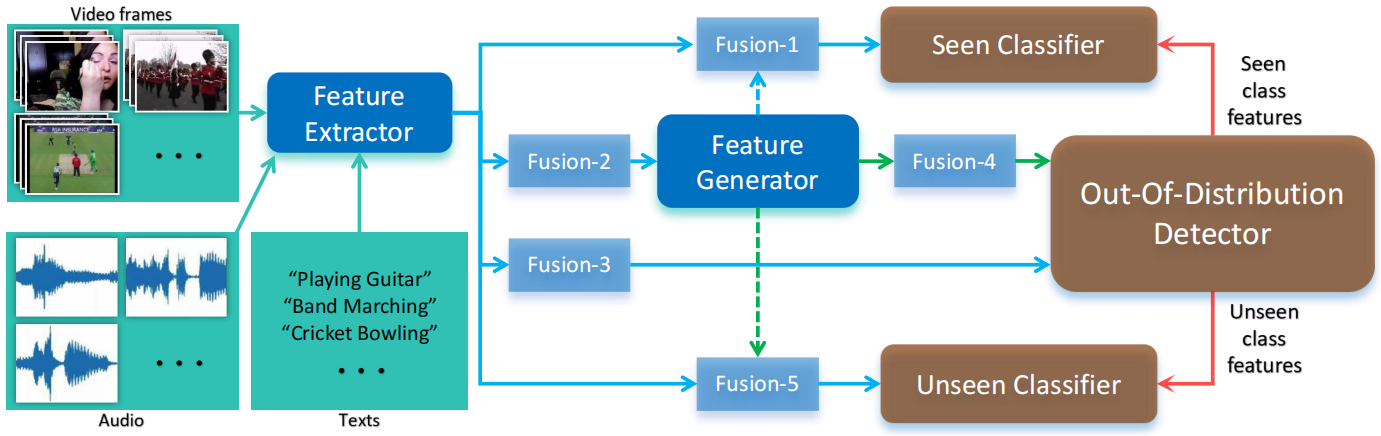 Video frames
RSA INSURANCE
Feature
Extractor
Fusion-1
Seen Classifier
Seen
class
features
Fusion-2
Feature
Generator
Fusion-4
Out-Of-Distribution
Detector
Fusion-3
“Playing Guitar”
“Band Marching”
“Cricket Bowling”
• • •
Unseen
class
features
Fusion-5
Unseen Classifier
Audio
Texts